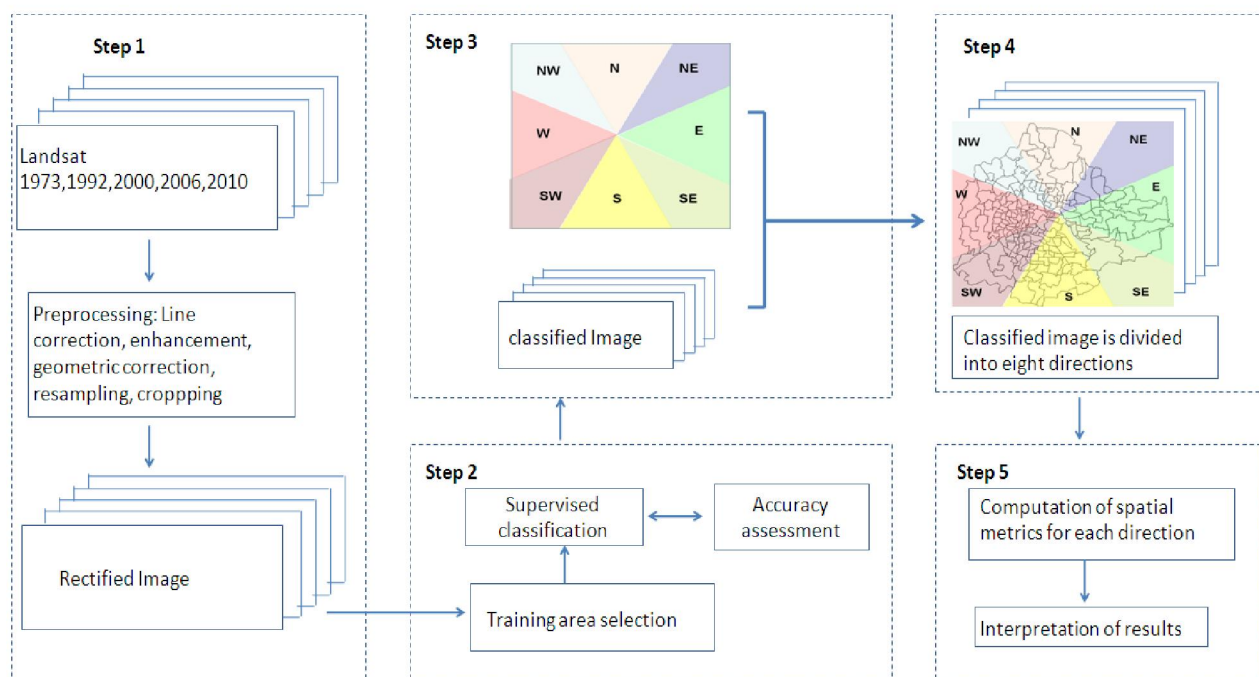 Step 1
Landsat
1973,1992,2000,2006,2010
Preprocessing: Line
correction, enhancement,
geometric correction,
resampling, croppping
Rectified Image
Step 2
Supervised
classification
Accuracy
assessment
Training area selection
Step 3
NW N NE
W E
SW S SE
classified Image
Step 4
NW N NE
W E
SW S SE
Classified image is divided
into eight directions
Step 5
Computation of spatial
metrics for each direction
Interpretation of results